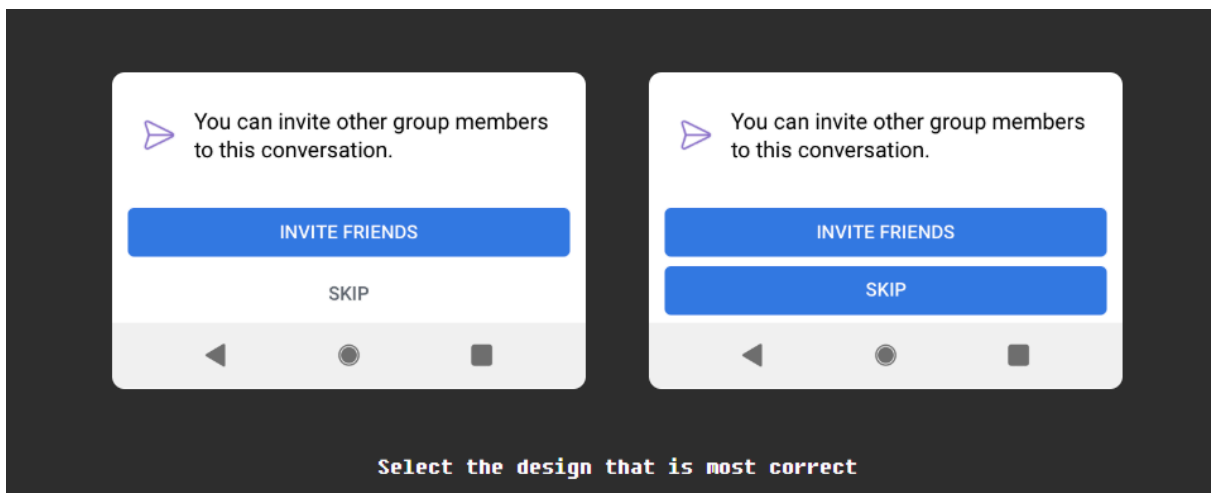 You can invite other group members
to this conversation.
INVITE FRIENDS
SKIP
You can invite other group members
to this conversation.
INVITE FRIENDS
SKIP
Select the design that is most correct